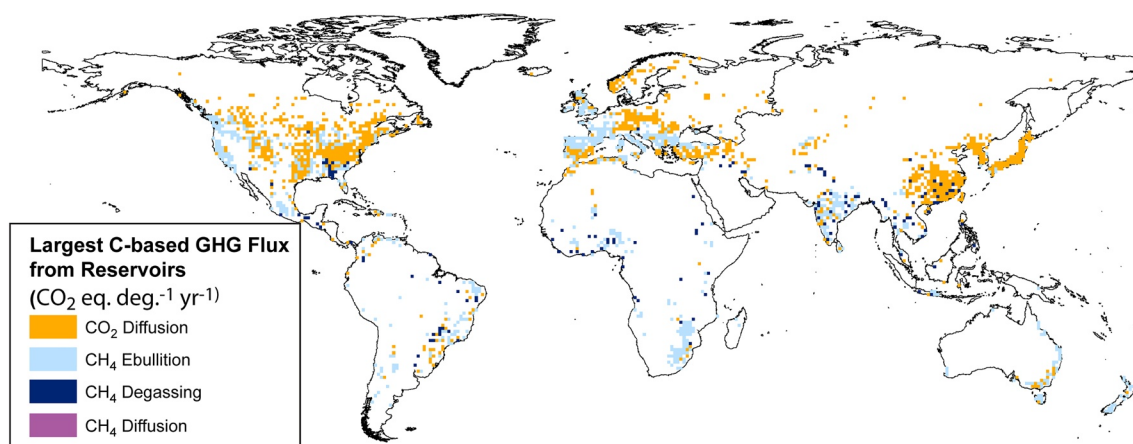 Largest C-based GHG Flux
from Reservoirs
(CO₂ eq. deg.⁻¹ yr⁻¹)
CO₂ Diffusion
CH₄ Ebullition
CH₄ Degassing
CH₄ Diffusion